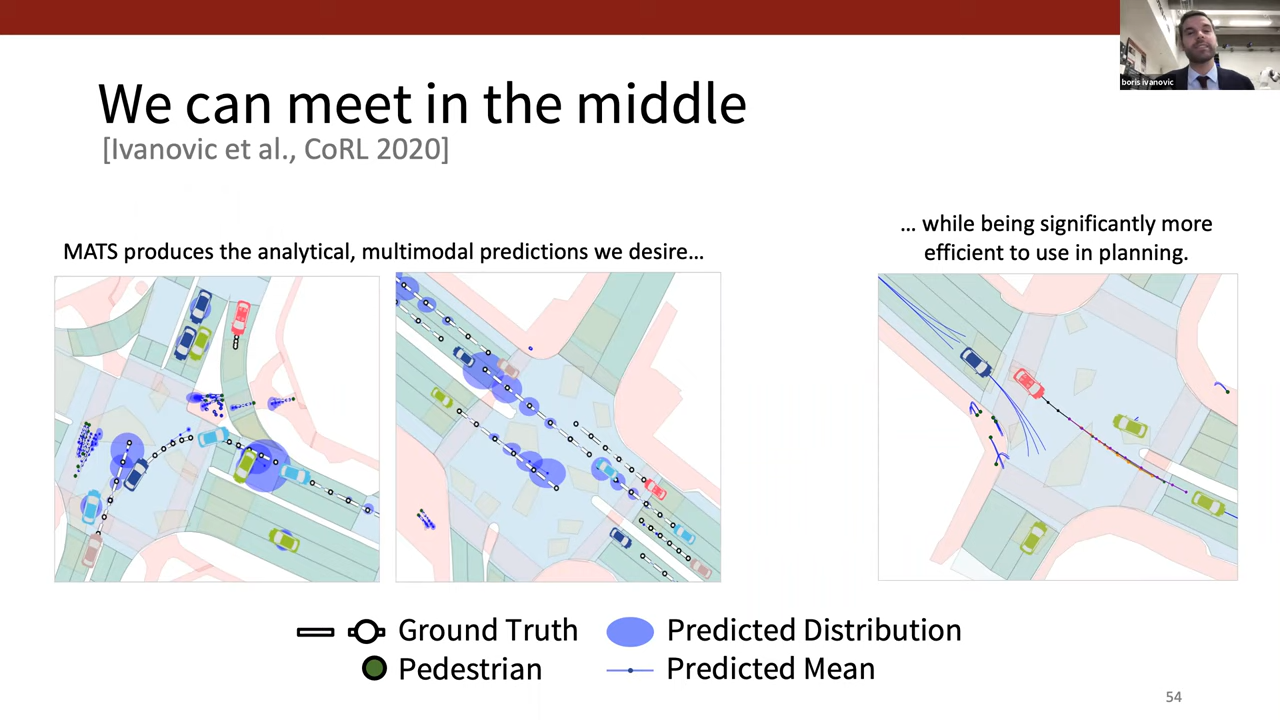 boris ivanovic
We can meet in the middle
[Ivanovic et al., CoRL 2020]
MATS produces the analytical, multimodal predictions we desire…
… while being significantly more
efficient to use in planning.
Ground Truth
Predicted Distribution
Pedestrian
Predicted Mean
54